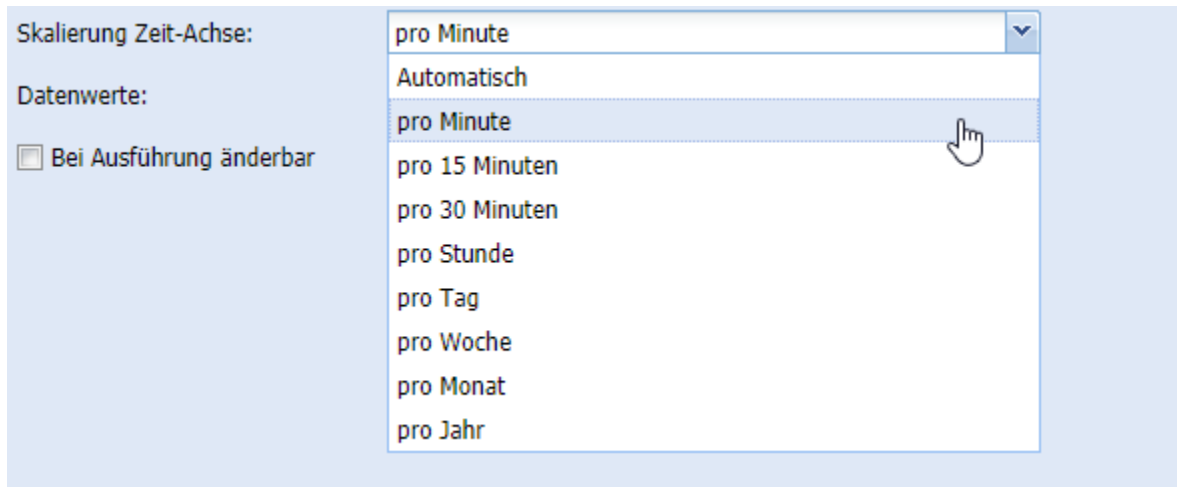 Skalierung Zeit-Achse: pro Minute
Automatisch
Datenwerte:
pro Minute
Bei Ausführung änderbar
pro 15 Minuten
pro 30 Minuten
pro Stunde
pro Tag
pro Woche
pro Monat
pro Jahr